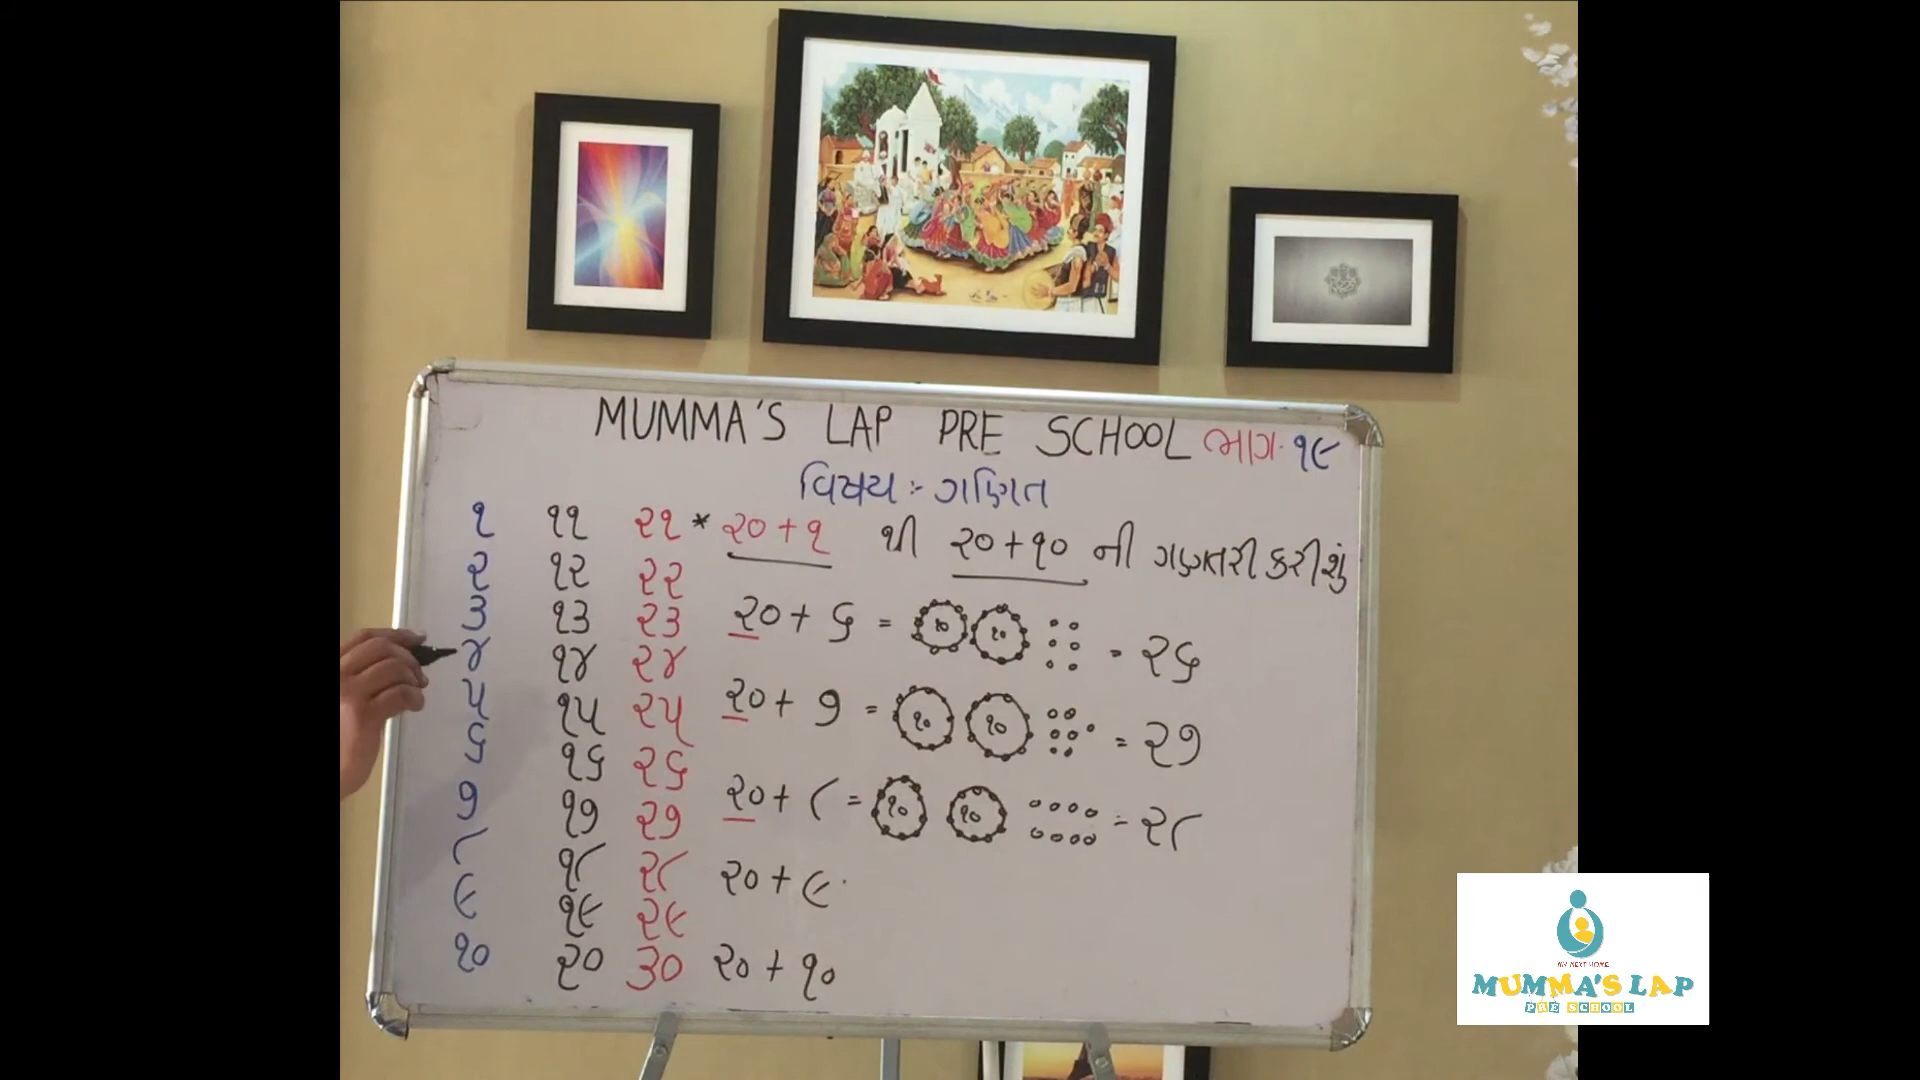 MUMMA'S LAP PRE SCHOOL ભાગ-૧૯
વિષય :- ગણિત
૧ ૧૧ ૨૧ * ૨૦ + ૧ થી ૨૦ + ૧૦ ની ગણતરી કરીશું
૨ ૧૨ ૨૨
૩ ૧૩ ૨૩ ૨૦ + ૬ = ૧૦ ૧૦ = ૨૬
૪ ૧૪ ૨૪
૫ ૧૫ ૨૫ ૨૦ + ૭ = ૧૦ ૧૦ = ૨૭
૬ ૧૬ ૨૬
૭ ૧૭ ૨૭ ૨૦ + ૮ = ૧૦ ૧૦ = ૨૮
૮ ૧૮ ૨૮ ૨૦ + ૯
૯ ૧૯ ૨૯
૧૦ ૨૦ ૩૦ ૨૦ + ૧૦
MY NEXT HOME
MUMMA'S LAP
PRE SCHOOL